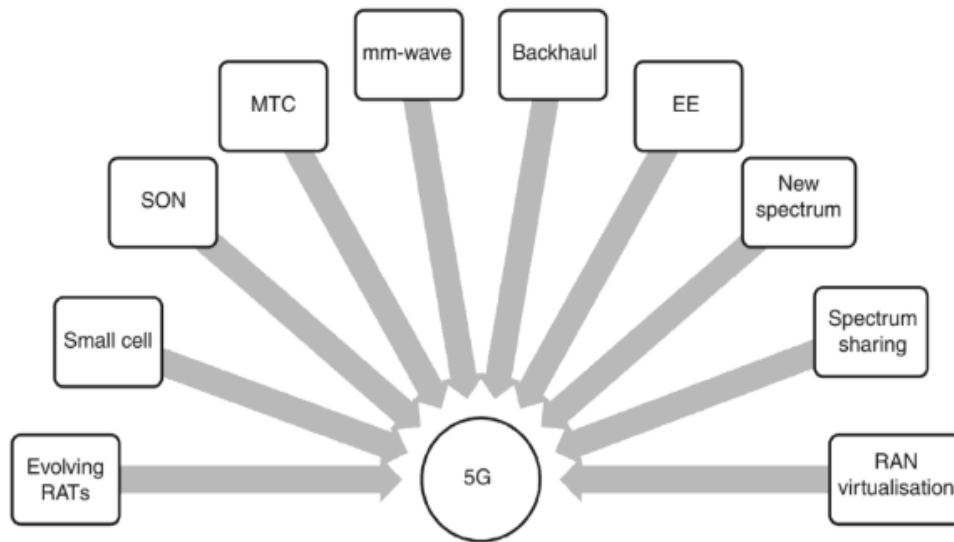 mm-wave
Backhaul
MTC
EE
SON
New
spectrum
Small cell
Spectrum
sharing
Evolving
RATs
5G
RAN
virtualisation